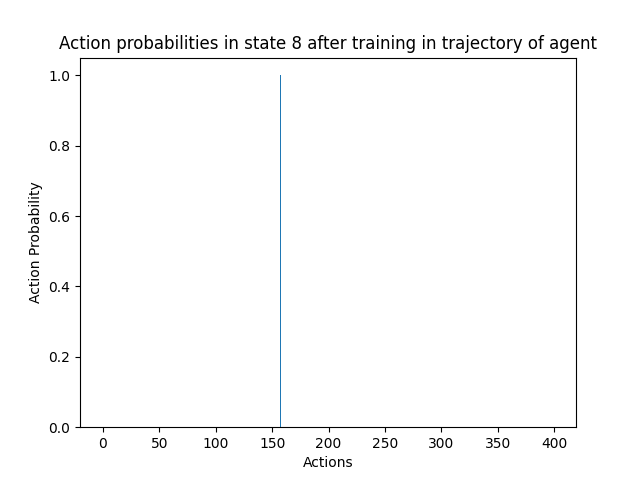 Action probabilities in state 8 after training in trajectory of agent
1.0
0.8
0.6
0.4
0.2
0.0
Action Probability
0 50 100 150 200 250 300 350 400
Actions